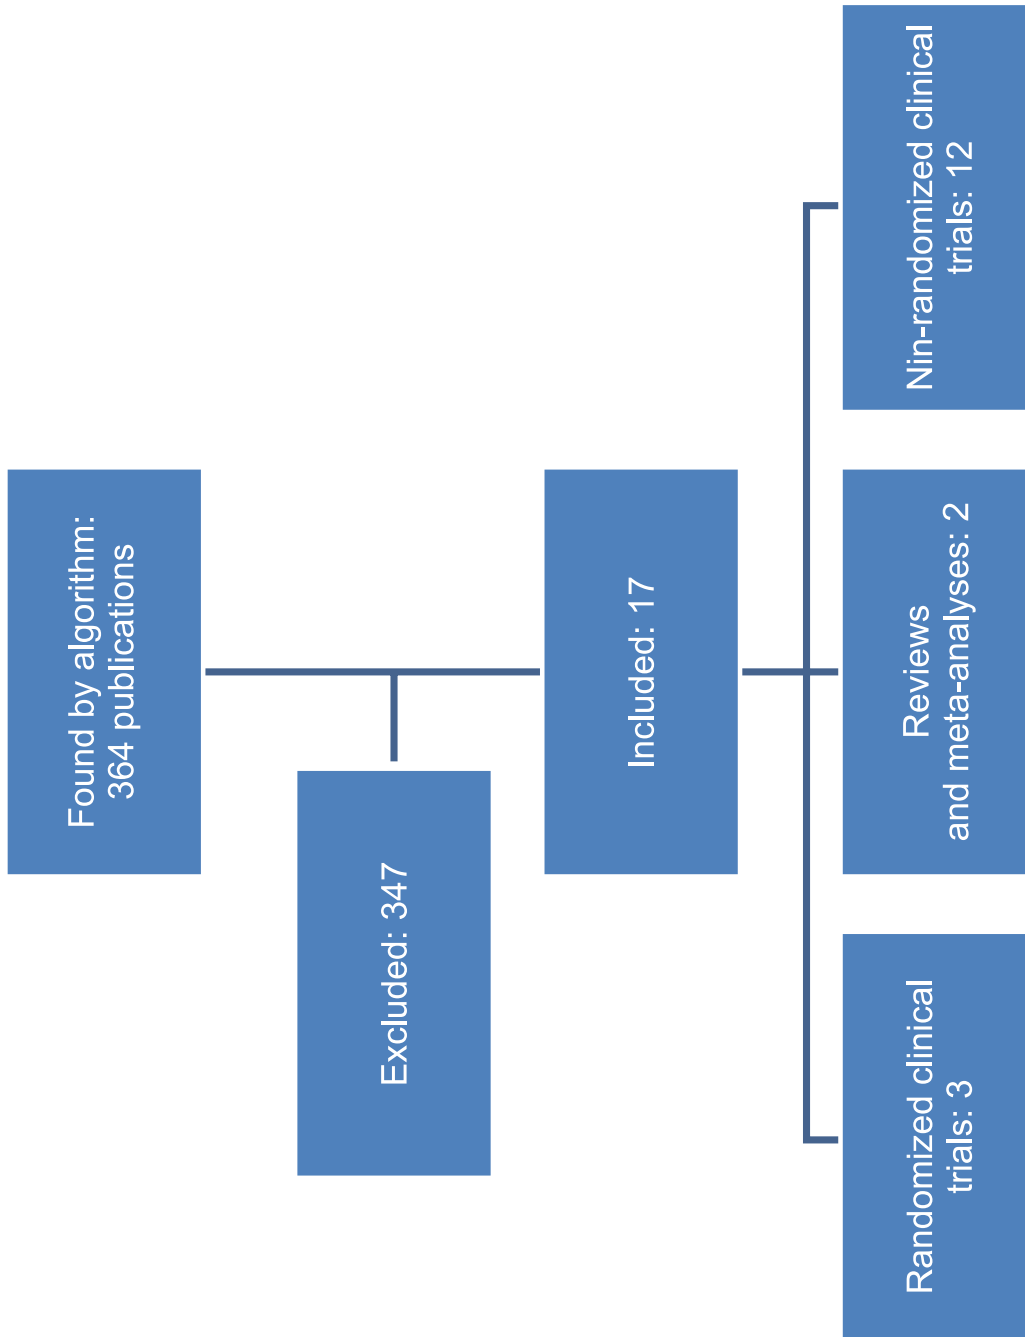 Found by algorithm:
364 publications
Excluded: 347
Included: 17
Randomized clinical
trials: 3
Reviews
and meta-analyses: 2
Nin-randomized clinical
trials: 12